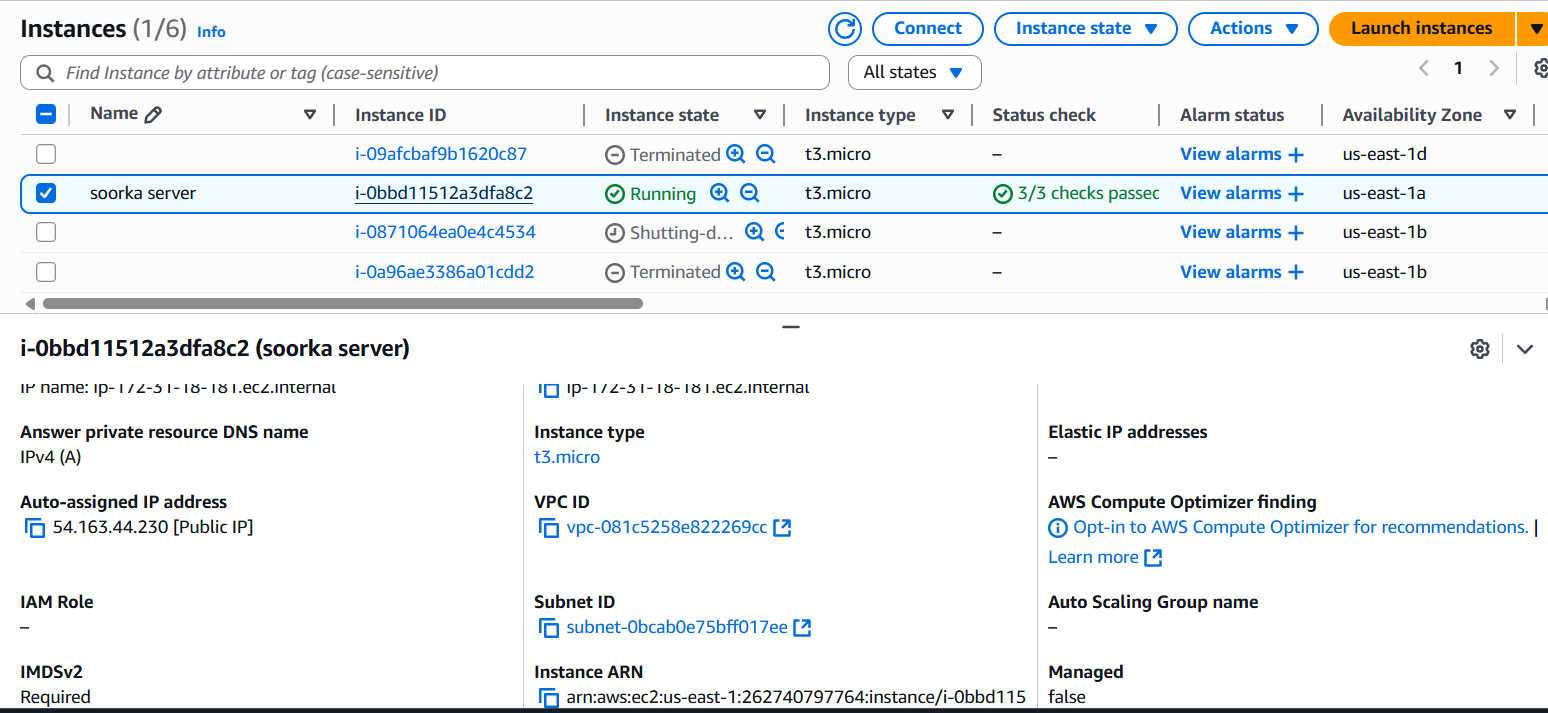 Instances (1/6) Info
Connect
Instance state
Actions
Launch instances
Find Instance by attribute or tag (case-sensitive)
All states
1
Name Instance ID Instance state Instance type Status check Alarm status Availability Zone
i-09afcbaf9b1620c87 Terminated t3.micro – View alarms + us-east-1d
soorka server i-0bbd11512a3dfa8c2 Running t3.micro 3/3 checks passec View alarms + us-east-1a
i-0871064ea0e4c4534 Shutting-d... t3.micro – View alarms + us-east-1b
i-0a96ae3386a01cdd2 Terminated t3.micro – View alarms + us-east-1b
i-0bbd11512a3dfa8c2 (soorka server)
IP name: ip-172-31-18-181.ec2.internal
ip-172-31-18-181.ec2.internal
Answer private resource DNS name
IPv4 (A)
Instance type
t3.micro
Elastic IP addresses
–
Auto-assigned IP address
54.163.44.230 [Public IP]
VPC ID
vpc-081c5258e822269cc
AWS Compute Optimizer finding
Opt-in to AWS Compute Optimizer for recommendations. |
Learn more
IAM Role
–
Subnet ID
subnet-0bcab0e75bff017ee
Auto Scaling Group name
–
IMDSv2
Required
Instance ARN
arn:aws:ec2:us-east-1:262740797764:instance/i-0bbd115
Managed
false